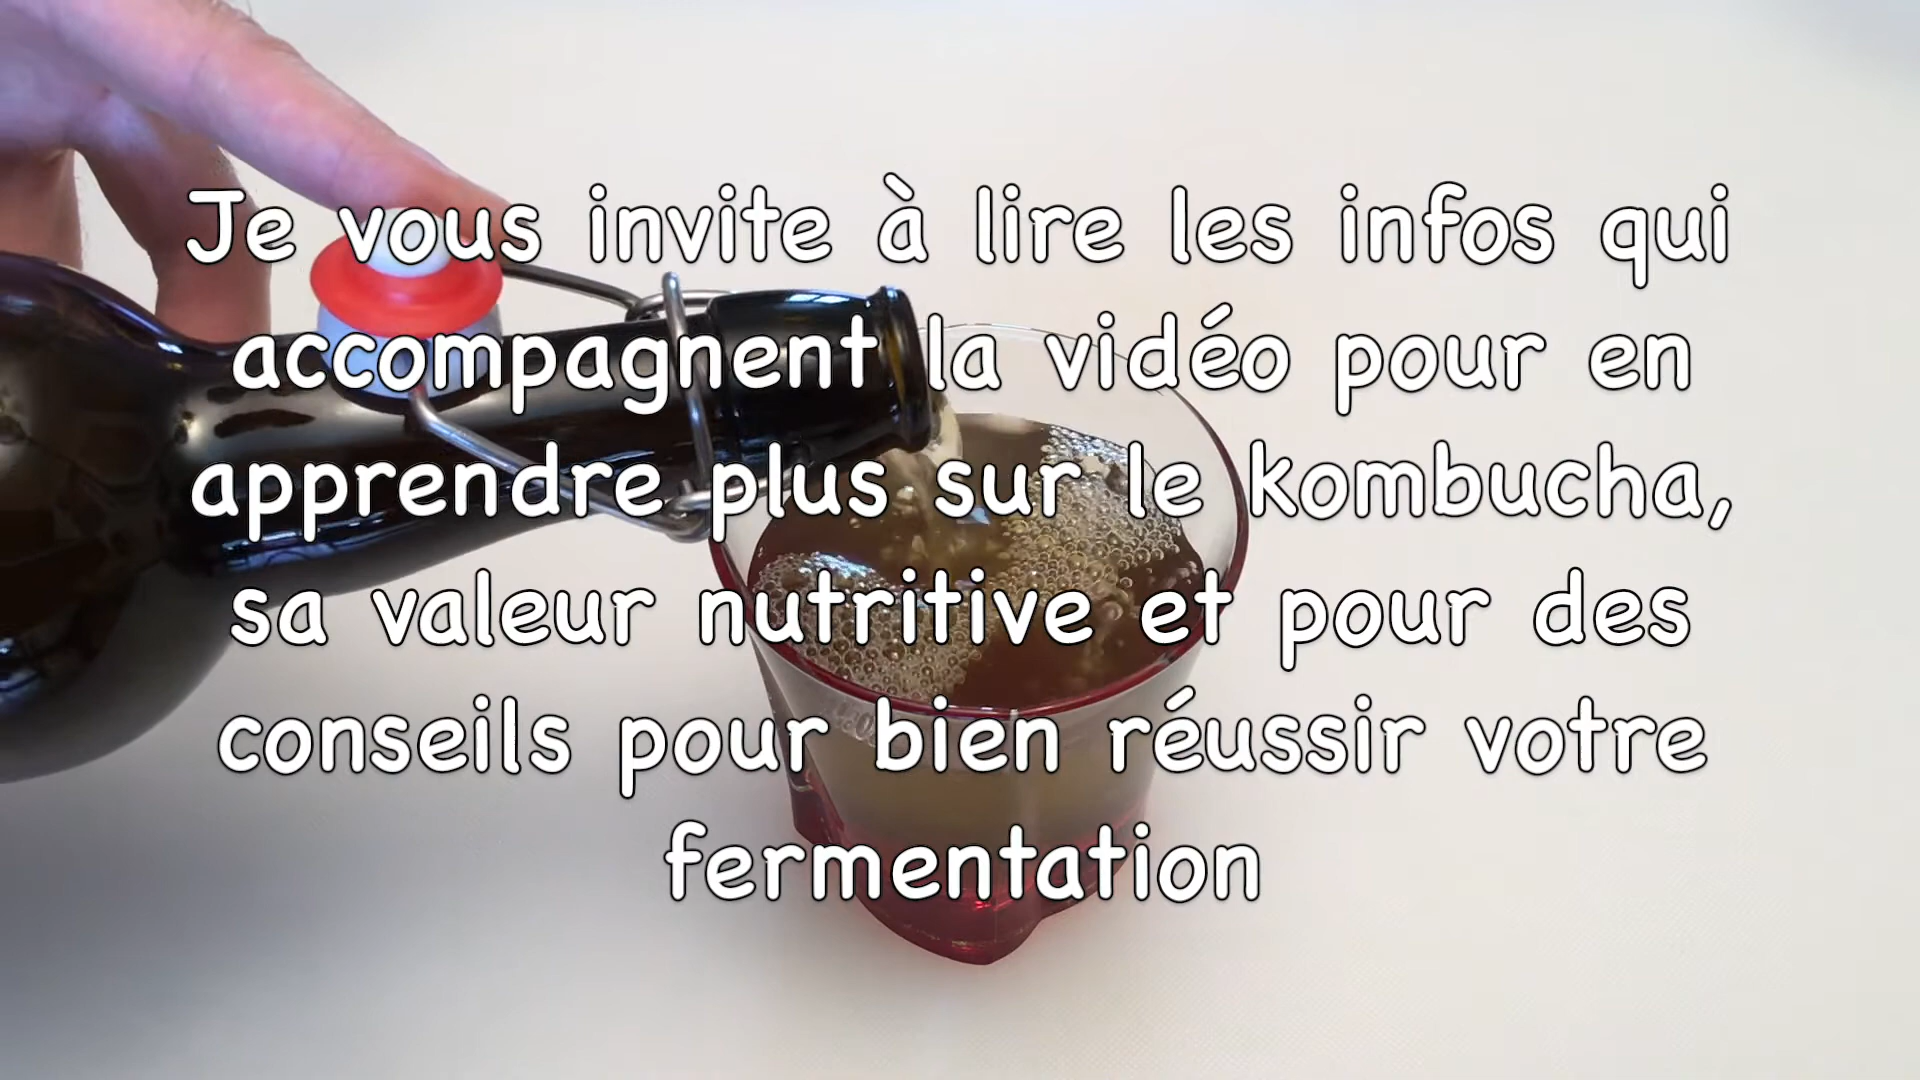 Je vous invite à lire les infos qui
accompagnent la vidéo pour en
apprendre plus sur le kombucha,
sa valeur nutritive et pour des
conseils pour bien réussir votre
fermentation